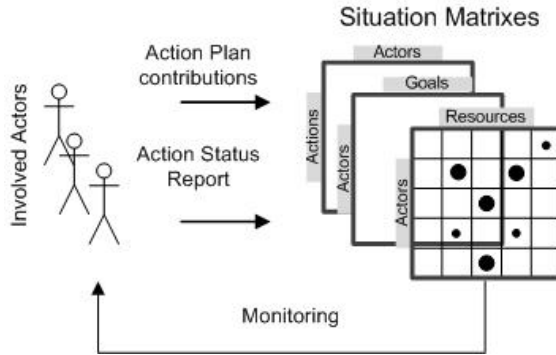 Situation Matrixes
Action Plan
contributions
Action Status
Report
Involved Actors
Actors
Actions
Goals
Actors
Resources
Actors
Monitoring